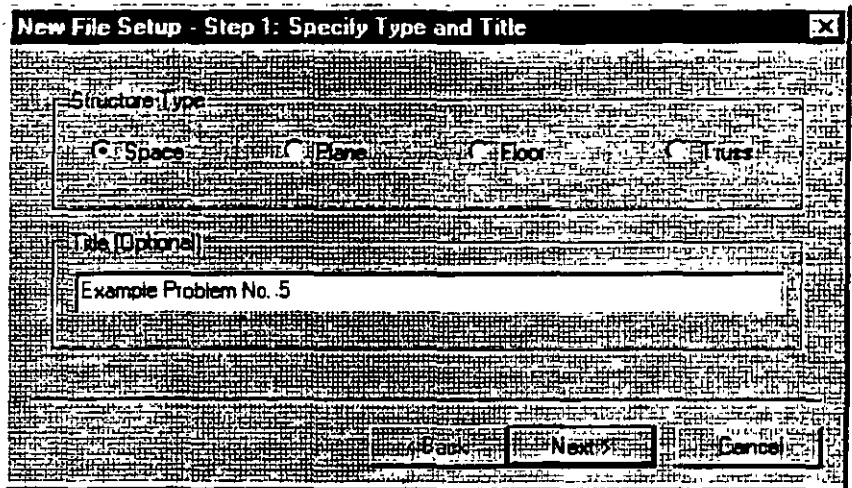 New File Setup - Step 1: Specify Type and Title
Structure Type
Space Plane Floor Truss
Title (Optional)
Example Problem No. 5
< Back Next > Cancel